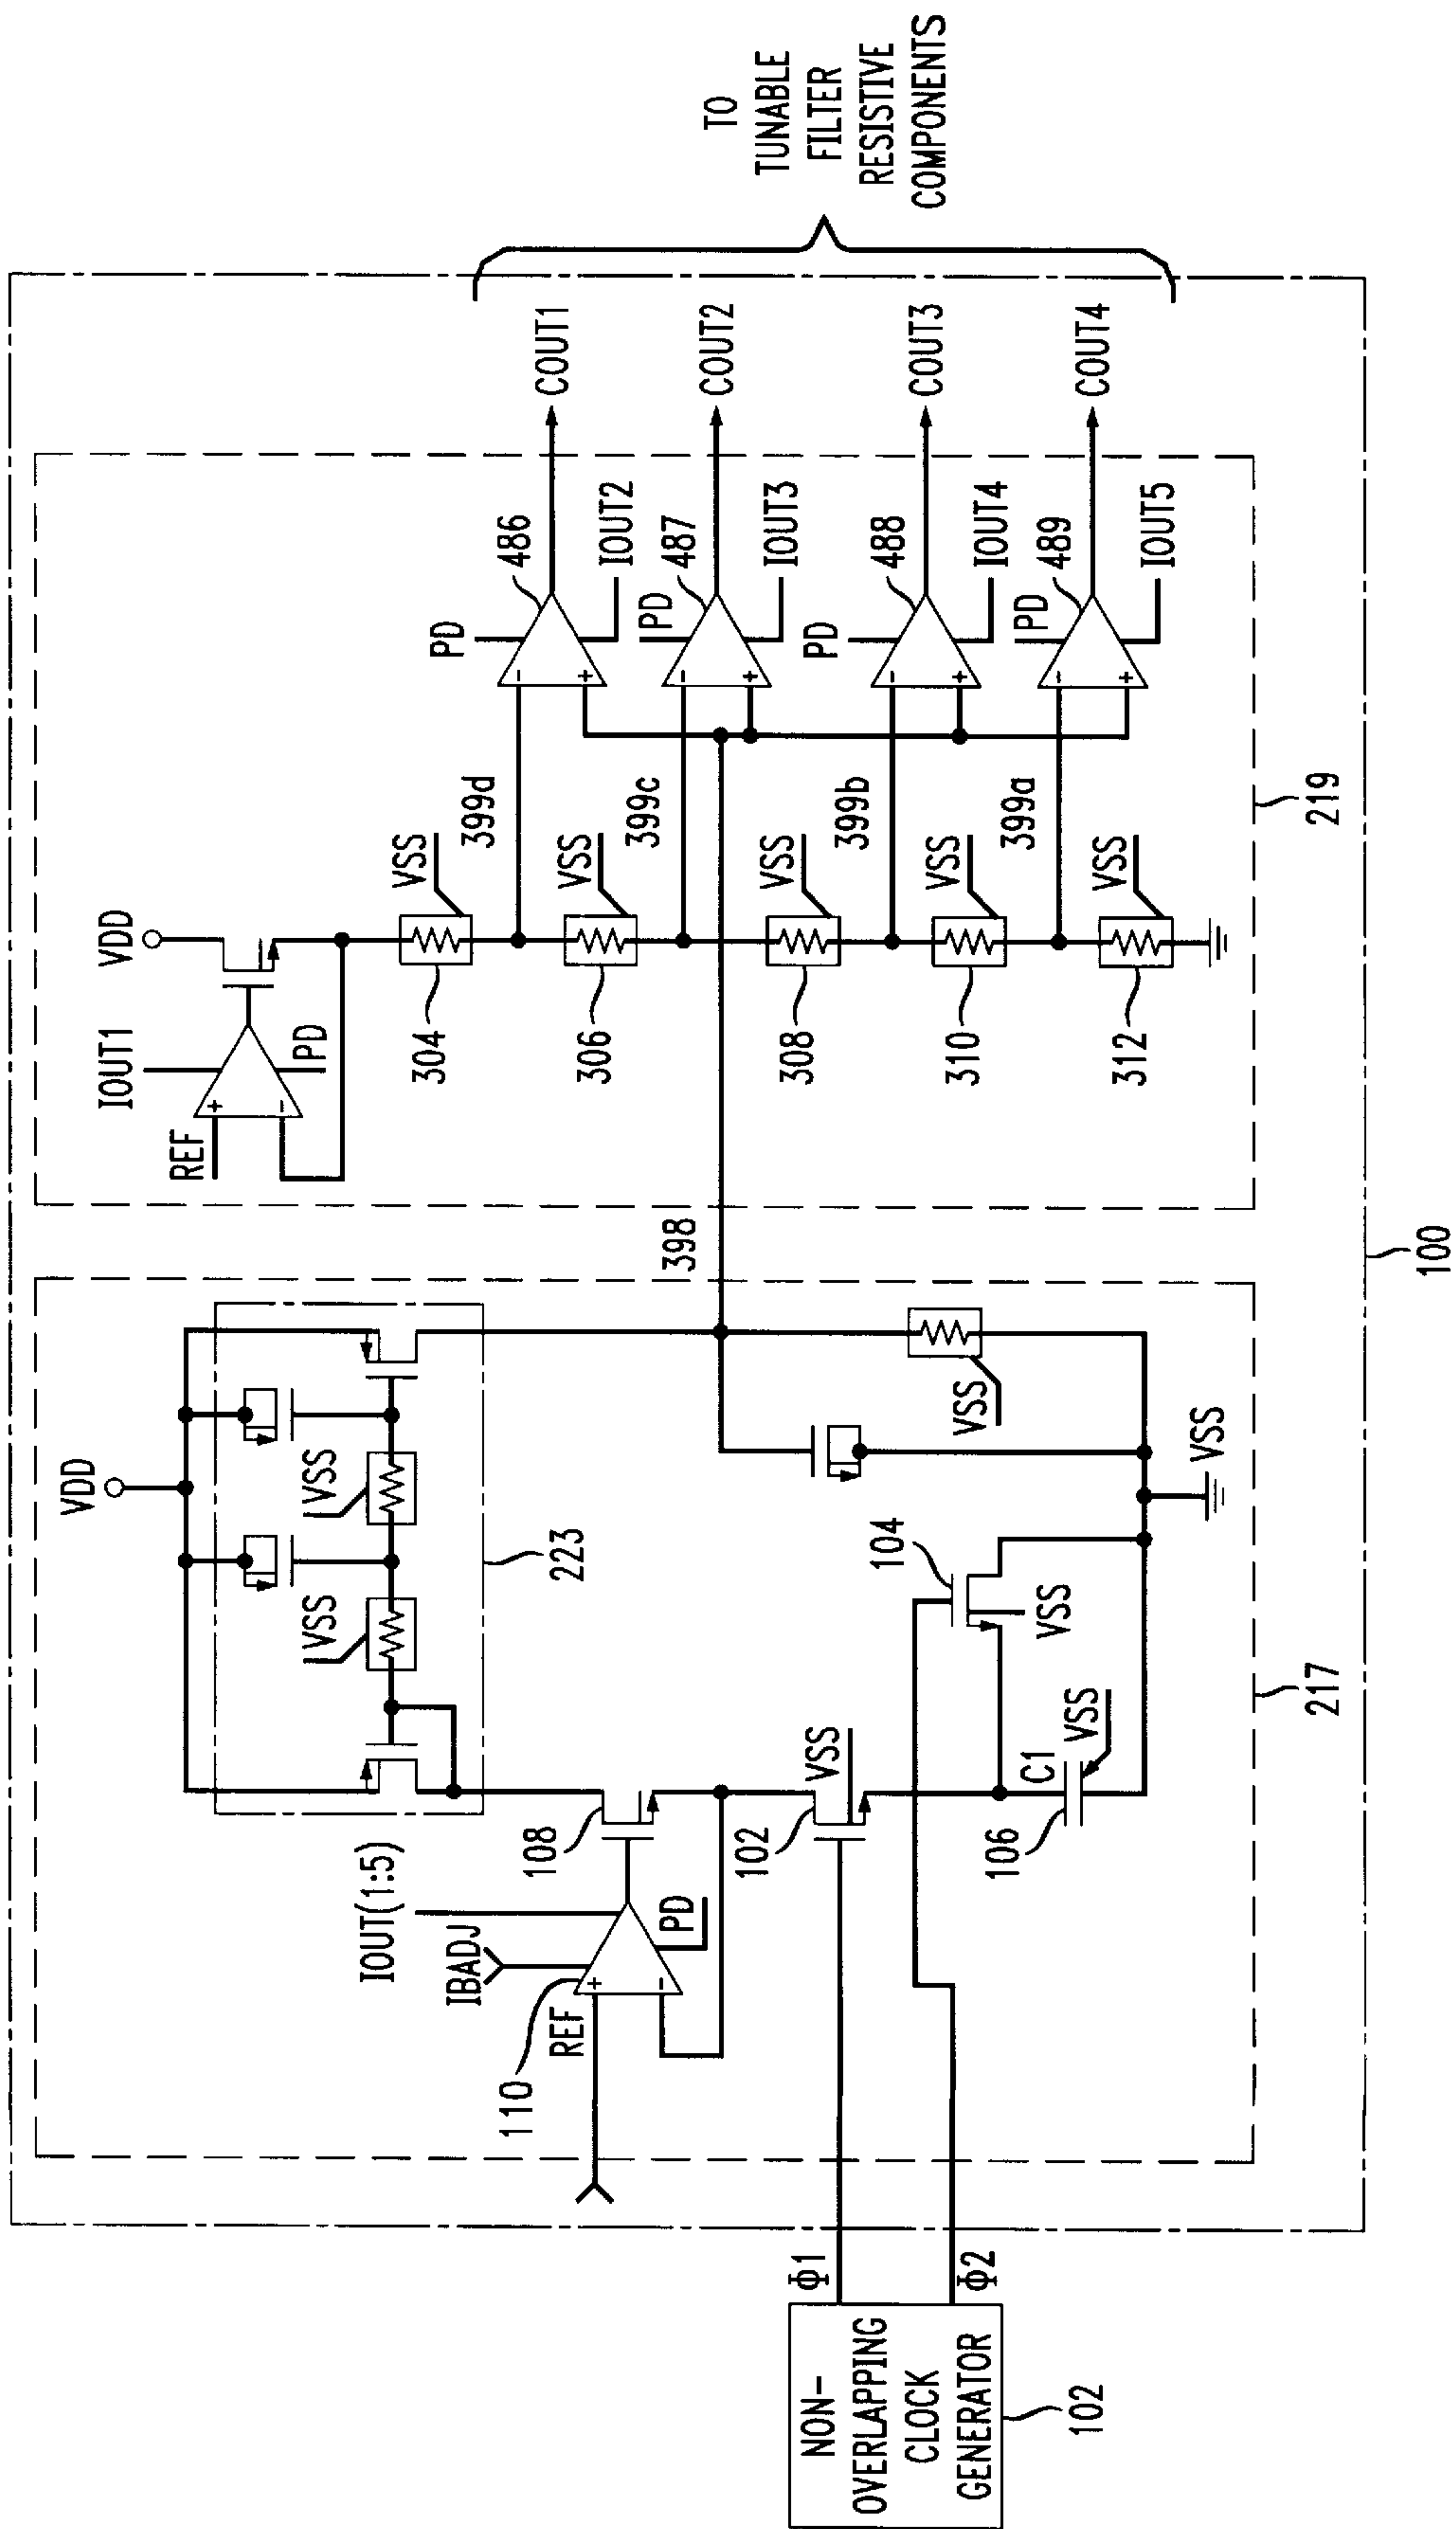 NON-
OVERLAPPING
CLOCK
GENERATOR
102
Φ1
Φ2
VDD
VSS
VSS
223
IOUT(1:5)
IBADJ
110
REF
+
-
PD
108
102
VSS
104
VSS
C1
106
VSS
VSS
VSS
217
398
VDD
IOUT1
REF
+
-
PD
304
VSS
306
VSS
308
VSS
310
VSS
312
VSS
399d
399c
399b
399a
PD
486
-
+
IOUT2
COUT1
PD
487
-
+
IOUT3
COUT2
PD
488
-
+
IOUT4
COUT3
PD
489
-
+
IOUT5
COUT4
219
100
TO
TUNABLE
FILTER
RESISTIVE
COMPONENTS